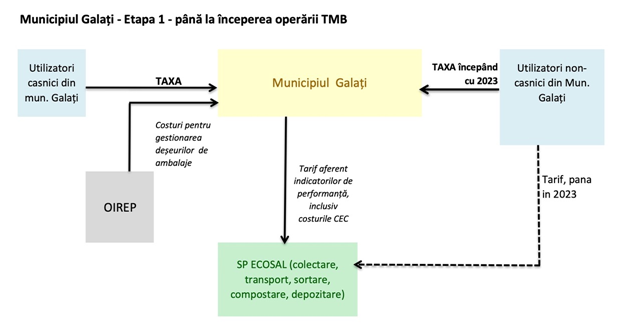 Municipiul Galați - Etapa 1 - până la începerea operării TMB
Utilizatori
casnici din
mun. Galați
TAXA
Municipiul Galați
TAXA începând
cu 2023
Utilizatori non-
casnici din Mun.
Galați
Costuri pentru
gestionarea
deșeurilor de
ambalaje
OIREP
Tarif aferent
indicatorilor de
performanță,
inclusiv
costurile CEC
Tarif, pana
in 2023
SP ECOSAL (colectare,
transport, sortare,
compostare, depozitare)